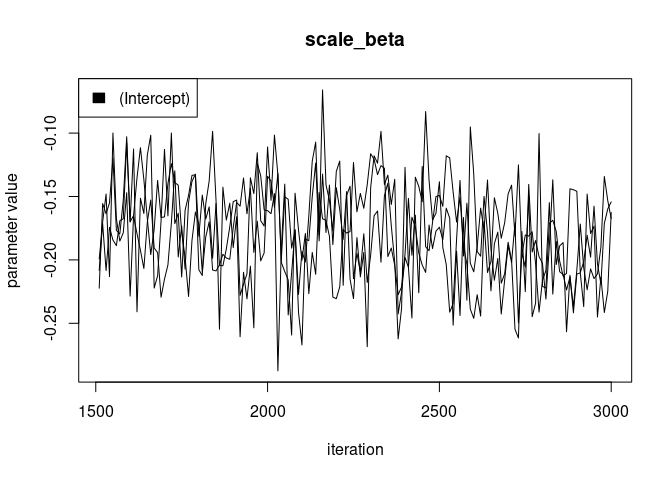 scale_beta
(Intercept)
parameter value
-0.10
-0.15
-0.20
-0.25
1500
2000
2500
3000
iteration